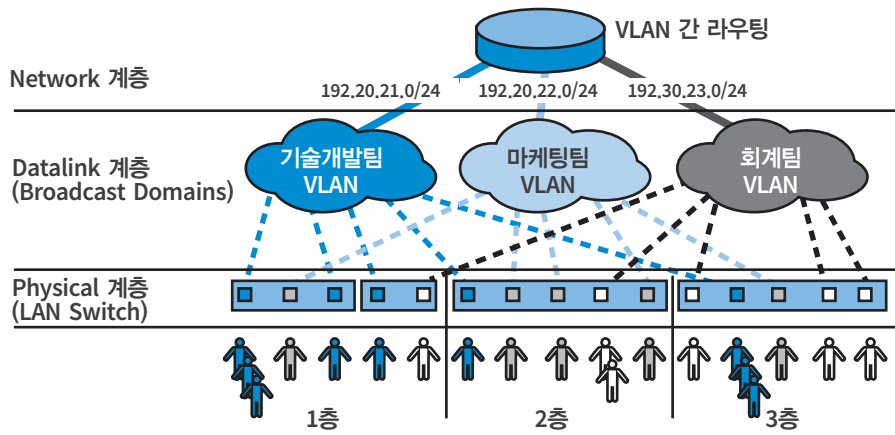 VLAN 간 라우팅
Network 계층
192.20.21.0/24
192.20.22.0/24
192.30.23.0/24
Datalink 계층
(Broadcast Domains)
기술개발팀
VLAN
마케팅팀
VLAN
회계팀
VLAN
Physical 계층
(LAN Switch)
1층
2층
3층